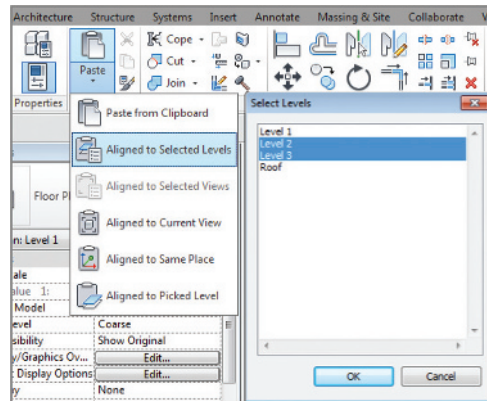 Architecture Structure Systems Insert Annotate Massing & Site Collaborate V
Cope
Cut
Join
Paste
Properties
Paste from Clipboard
Aligned to Selected Levels
Aligned to Selected Views
Aligned to Current View
Aligned to Same Place
Aligned to Picked Level
Select Levels
Level 1
Level 2
Level 3
Roof
OK Cancel
Floor P
n: Level 1
ale
alue 1:
Model
evel Coarse
sibility Show Original
y/Graphics Ov... Edit...
Display Options Edit...
y None